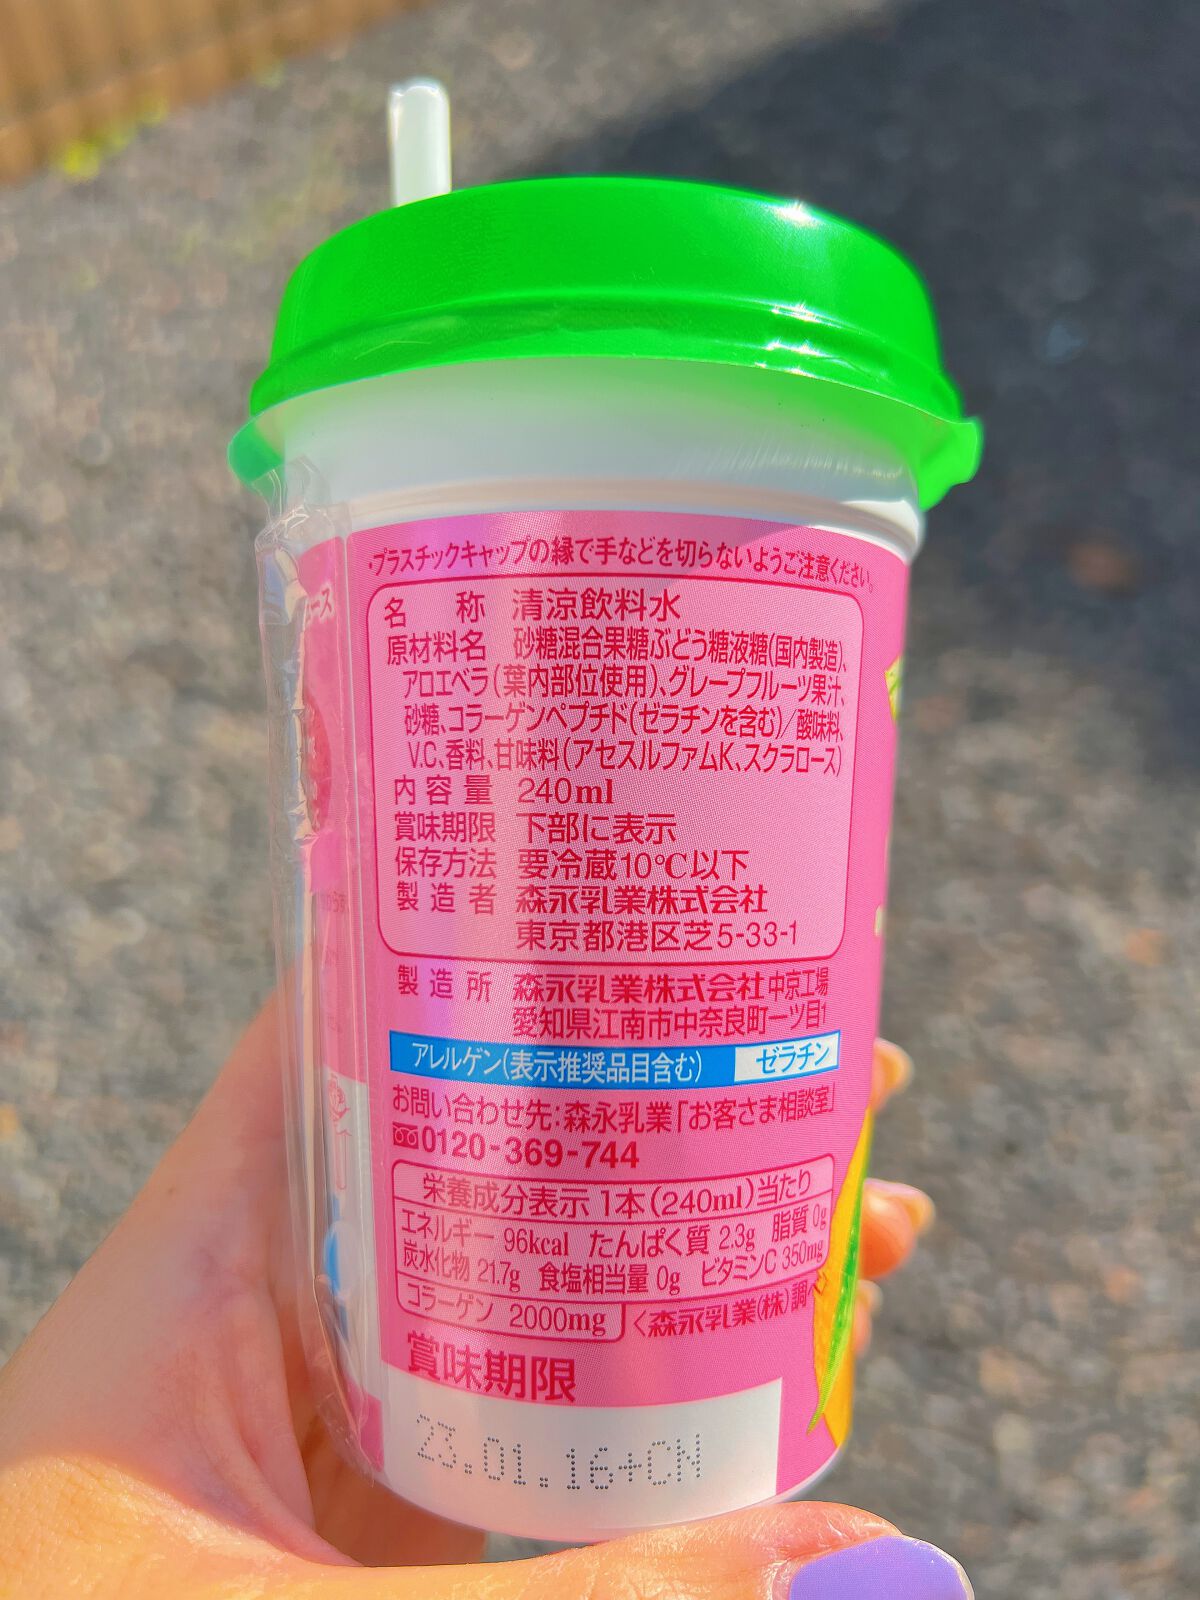 ・プラスチックキャップの縁で手などを切らないようご注意ください。
名称 清涼飲料水
原材料名 砂糖混合果糖ぶどう糖液糖(国内製造)、
アロエベラ(葉内部位使用)、グレープフルーツ果汁、
砂糖、コラーゲンペプチド(ゼラチンを含む)/酸味料、
V.C、香料、甘味料(アセスルファムK、スクラロース)
内容量 240ml
賞味期限 下部に表示
保存方法 要冷蔵10℃以下
製造者 森永乳業株式会社
東京都港区芝5-33-1
製造所 森永乳業株式会社中京工場
愛知県江南市中奈良町一ツ目1
アレルゲン(表示推奨品目含む) ゼラチン
お問い合わせ先:森永乳業「お客さま相談室」
0120-369-744
栄養成分表示 1本(240ml)当たり
エネルギー 96kcal たんぱく質 2.3g 脂質 0g
炭水化物 21.7g 食塩相当量 0g ビタミンC 350mg
コラーゲン 2000mg 〈森永乳業(株)調べ
賞味期限
23.01.16+CN